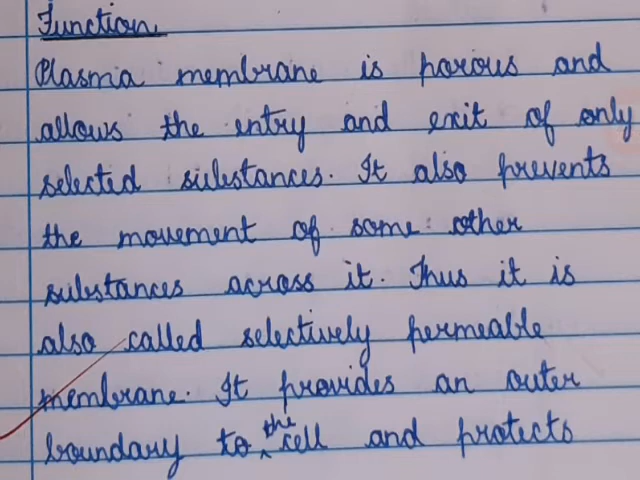 Function
Plasma membrane is porous and
allows the entry and exit of only
selected substances. It also prevents
the movement of some other
substances across it. Thus it is
also called selectively permeable
membrane. It provides an outer
boundary to the cell and protects